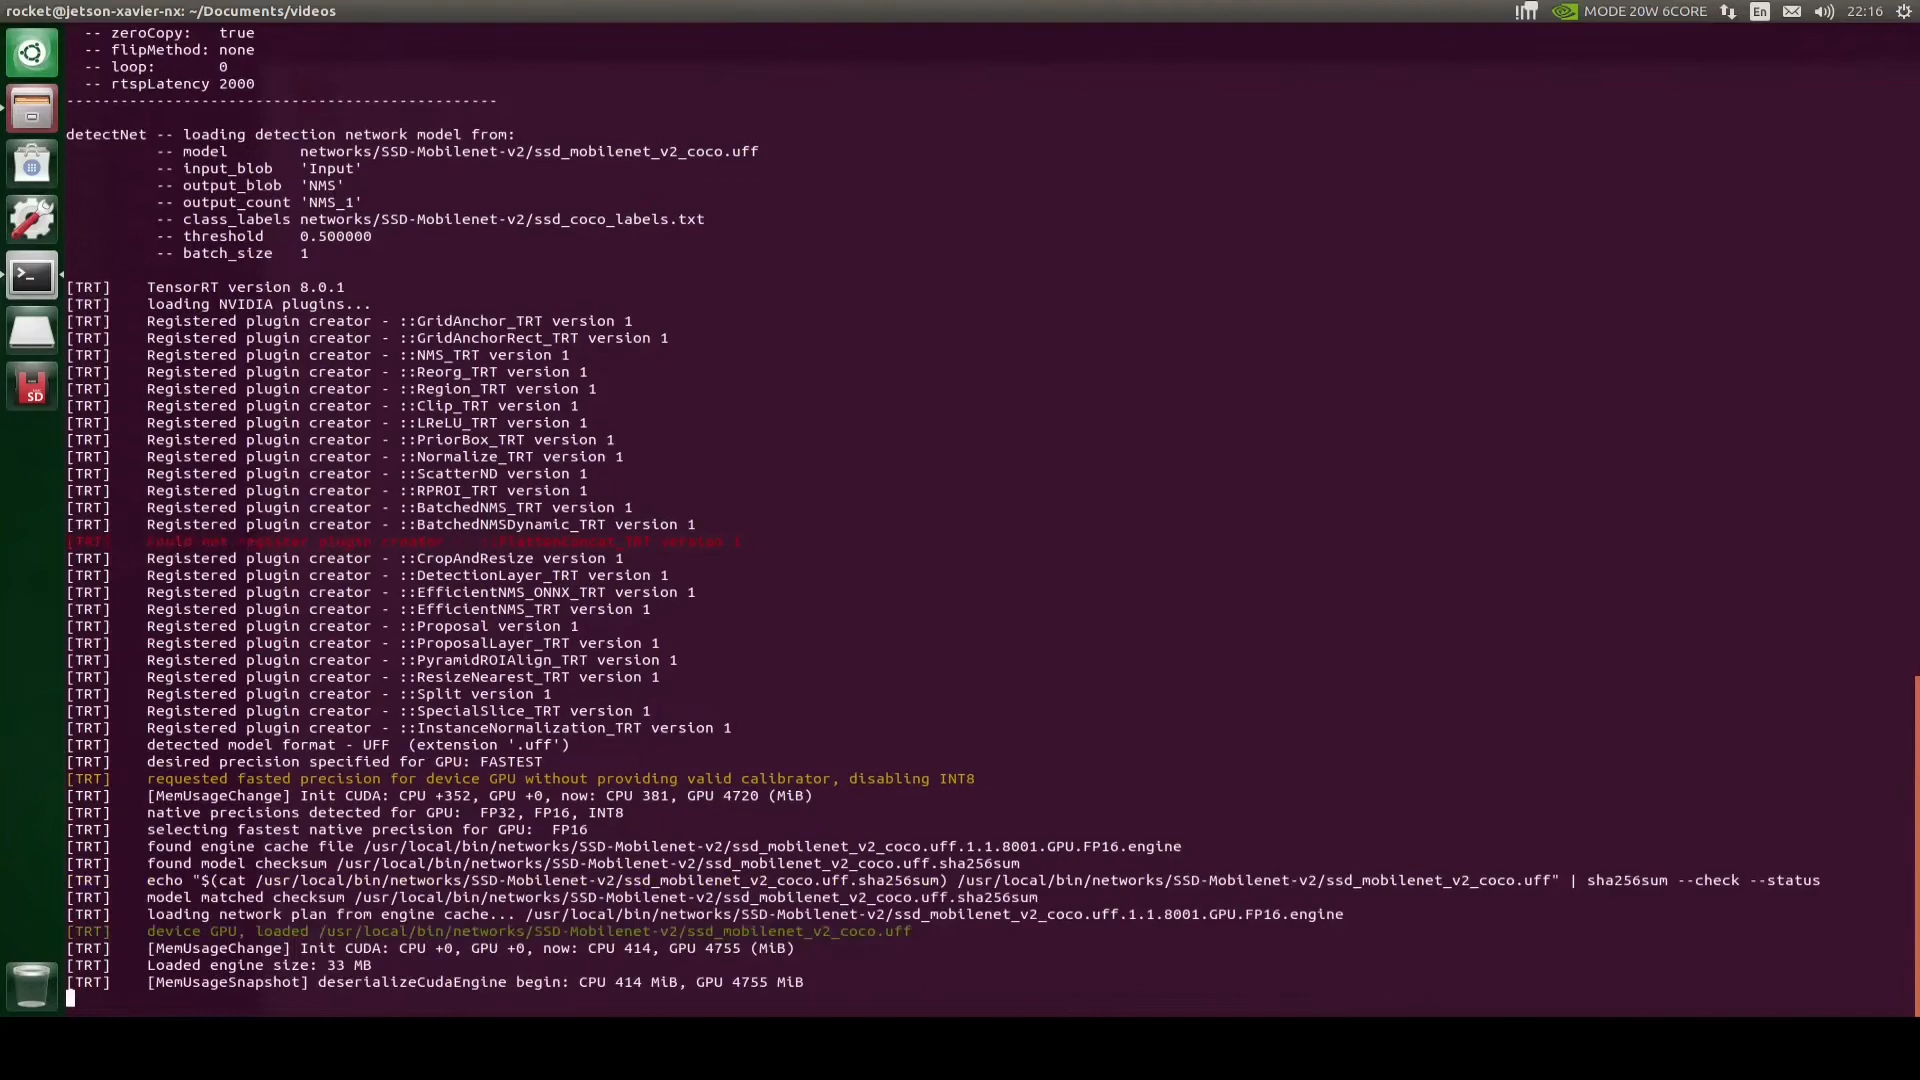 rocket@jetson-xavier-nx: ~/Documents/videos
MODE 20W 6CORE
En
22:16
-- zeroCopy: true
-- flipMethod: none
-- loop: 0
-- rtspLatency 2000
------------------------------------------------
detectNet -- loading detection network model from:
-- model networks/SSD-Mobilenet-v2/ssd_mobilenet_v2_coco.uff
-- input_blob 'Input'
-- output_blob 'NMS'
-- output_count 'NMS_1'
-- class_labels networks/SSD-Mobilenet-v2/ssd_coco_labels.txt
-- threshold 0.500000
-- batch_size 1
[TRT] TensorRT version 8.0.1
[TRT] loading NVIDIA plugins...
[TRT] Registered plugin creator - ::GridAnchor_TRT version 1
[TRT] Registered plugin creator - ::GridAnchorRect_TRT version 1
[TRT] Registered plugin creator - ::NMS_TRT version 1
[TRT] Registered plugin creator - ::Reorg_TRT version 1
[TRT] Registered plugin creator - ::Region_TRT version 1
[TRT] Registered plugin creator - ::Clip_TRT version 1
[TRT] Registered plugin creator - ::LReLU_TRT version 1
[TRT] Registered plugin creator - ::PriorBox_TRT version 1
[TRT] Registered plugin creator - ::Normalize_TRT version 1
[TRT] Registered plugin creator - ::ScatterND version 1
[TRT] Registered plugin creator - ::RPROI_TRT version 1
[TRT] Registered plugin creator - ::BatchedNMS_TRT version 1
[TRT] Registered plugin creator - ::BatchedNMSDynamic_TRT version 1
[TRT] Could not register plugin creator - ::FlattenConcat_TRT version 1
[TRT] Registered plugin creator - ::CropAndResize version 1
[TRT] Registered plugin creator - ::DetectionLayer_TRT version 1
[TRT] Registered plugin creator - ::EfficientNMS_ONNX_TRT version 1
[TRT] Registered plugin creator - ::EfficientNMS_TRT version 1
[TRT] Registered plugin creator - ::Proposal version 1
[TRT] Registered plugin creator - ::ProposalLayer_TRT version 1
[TRT] Registered plugin creator - ::PyramidROIAlign_TRT version 1
[TRT] Registered plugin creator - ::ResizeNearest_TRT version 1
[TRT] Registered plugin creator - ::Split version 1
[TRT] Registered plugin creator - ::SpecialSlice_TRT version 1
[TRT] Registered plugin creator - ::InstanceNormalization_TRT version 1
[TRT] detected model format - UFF (extension '.uff')
[TRT] desired precision specified for GPU: FASTEST
[TRT] requested fasted precision for device GPU without providing valid calibrator, disabling INT8
[TRT] [MemUsageChange] Init CUDA: CPU +352, GPU +0, now: CPU 381, GPU 4720 (MiB)
[TRT] native precisions detected for GPU: FP32, FP16, INT8
[TRT] selecting fastest native precision for GPU: FP16
[TRT] found engine cache file /usr/local/bin/networks/SSD-Mobilenet-v2/ssd_mobilenet_v2_coco.uff.1.1.8001.GPU.FP16.engine
[TRT] found model checksum /usr/local/bin/networks/SSD-Mobilenet-v2/ssd_mobilenet_v2_coco.uff.sha256sum
[TRT] echo "$(cat /usr/local/bin/networks/SSD-Mobilenet-v2/ssd_mobilenet_v2_coco.uff.sha256sum) /usr/local/bin/networks/SSD-Mobilenet-v2/ssd_mobilenet_v2_coco.uff" | sha256sum --check --status
[TRT] model matched checksum /usr/local/bin/networks/SSD-Mobilenet-v2/ssd_mobilenet_v2_coco.uff.sha256sum
[TRT] loading network plan from engine cache... /usr/local/bin/networks/SSD-Mobilenet-v2/ssd_mobilenet_v2_coco.uff.1.1.8001.GPU.FP16.engine
[TRT] device GPU, loaded /usr/local/bin/networks/SSD-Mobilenet-v2/ssd_mobilenet_v2_coco.uff
[TRT] [MemUsageChange] Init CUDA: CPU +0, GPU +0, now: CPU 414, GPU 4755 (MiB)
[TRT] Loaded engine size: 33 MB
[TRT] [MemUsageSnapshot] deserializeCudaEngine begin: CPU 414 MiB, GPU 4755 MiB
SD